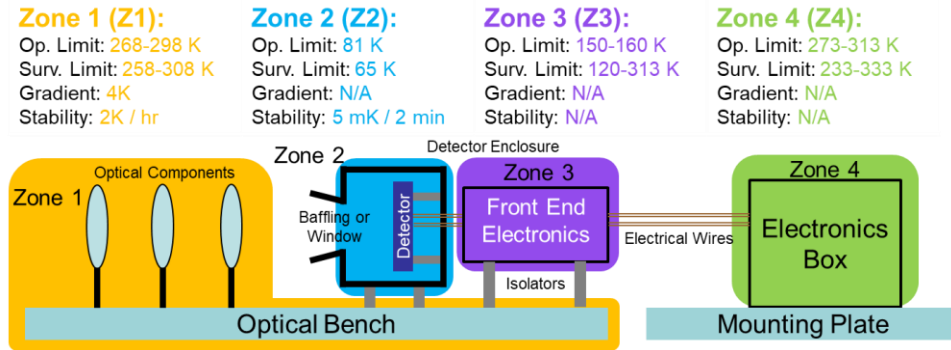 Zone 1 (Z1):
Op. Limit: 268-298 K
Surv. Limit: 258-308 K
Gradient: 4K
Stability: 2K / hr
Zone 2 (Z2):
Op. Limit: 81 K
Surv. Limit: 65 K
Gradient: N/A
Stability: 5 mK / 2 min
Zone 3 (Z3):
Op. Limit: 150-160 K
Surv. Limit: 120-313 K
Gradient: N/A
Stability: N/A
Zone 4 (Z4):
Op. Limit: 273-313 K
Surv. Limit: 233-333 K
Gradient: N/A
Stability: N/A
Zone 1
Optical Components
Zone 2
Baffling or
Window
Detector
Detector Enclosure
Zone 3
Front End
Electronics
Isolators
Electrical Wires
Zone 4
Electronics
Box
Optical Bench
Mounting Plate